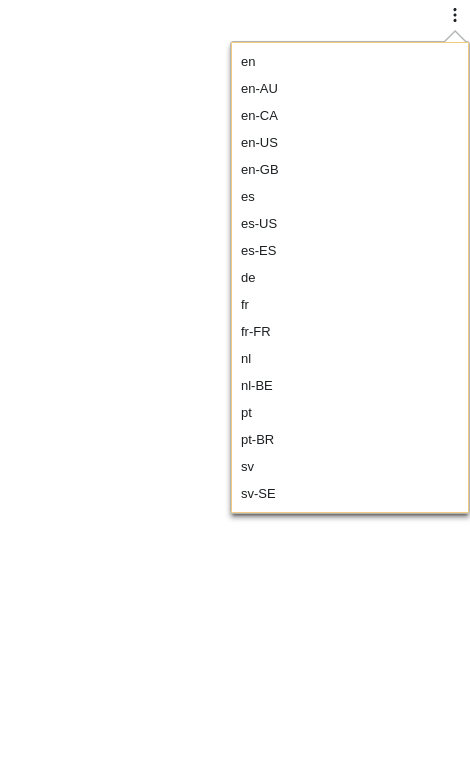 en
en-AU
en-CA
en-US
en-GB
es
es-US
es-ES
de
fr
fr-FR
nl
nl-BE
pt
pt-BR
sv
sv-SE